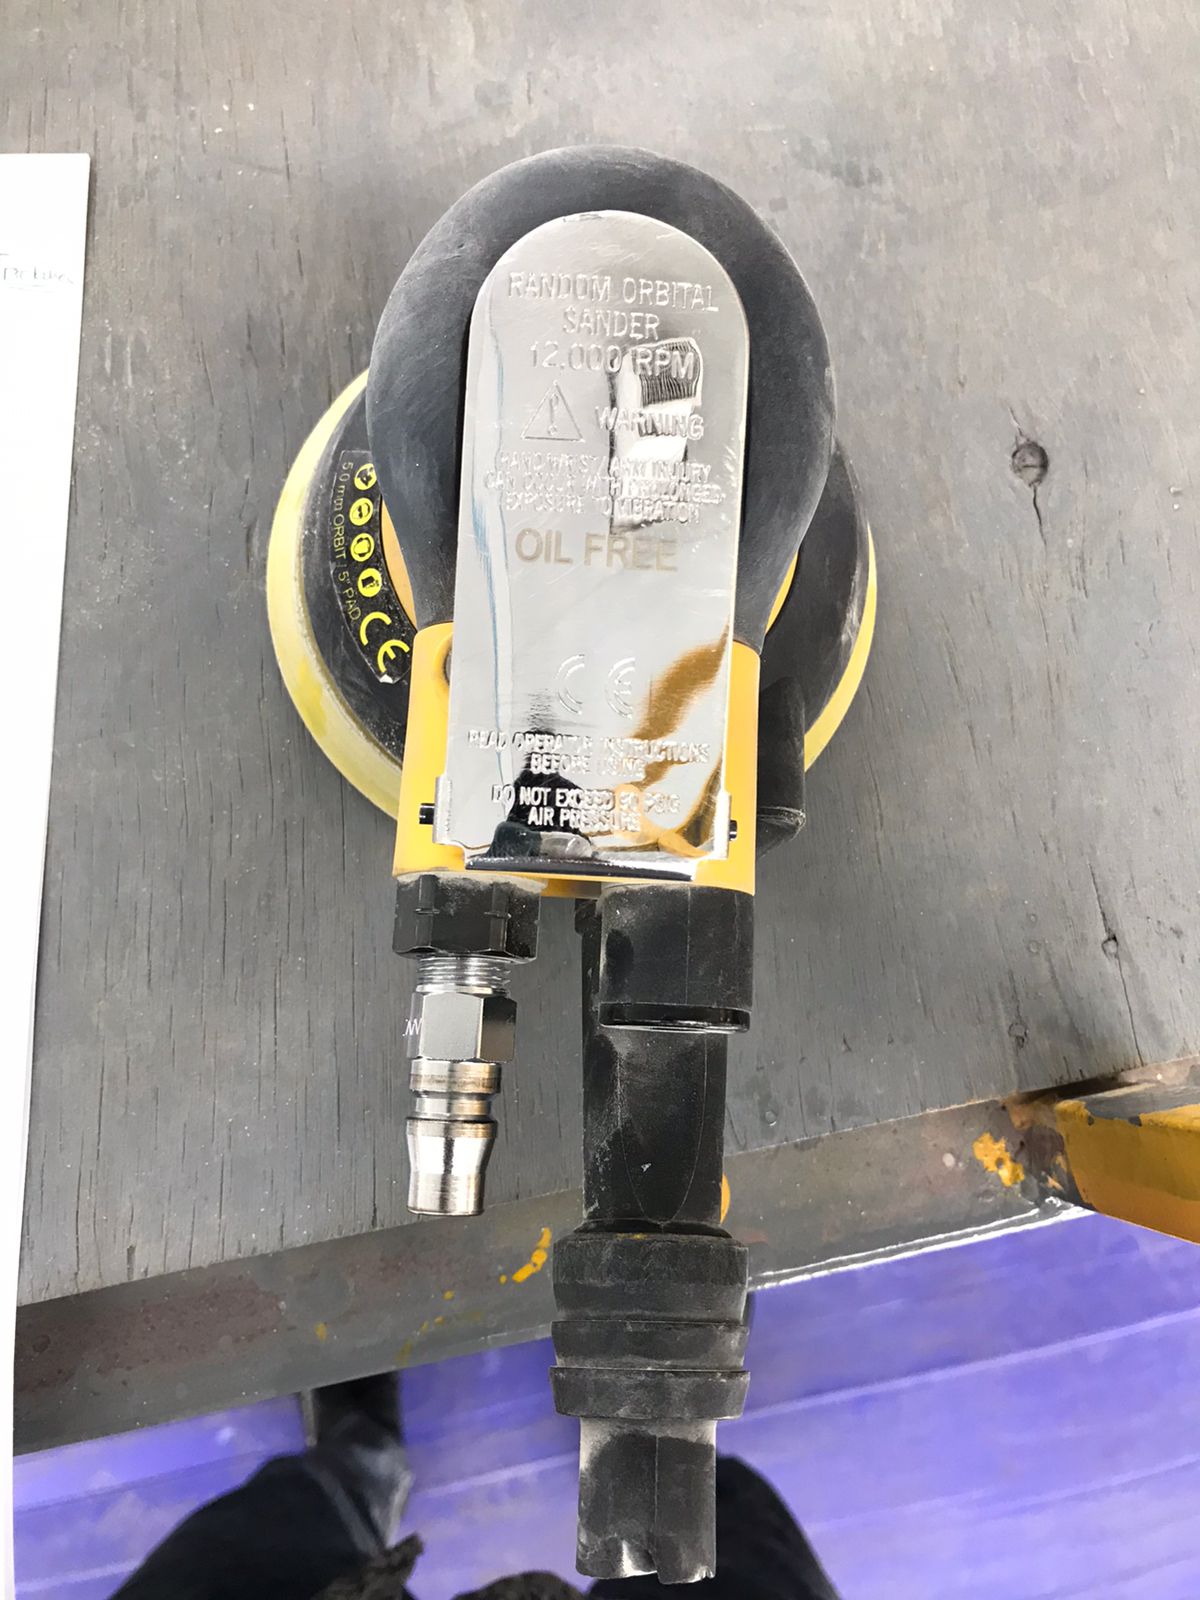 RANDOM ORBITAL
SANDER
12,000 RPM
WARNING
HAND, WRIST/ARM INJURY
CAN OCCUR WITH PROLONGED
EXPOSURE TO VIBRATION
OIL FREE
CE
READ OPERATOR INSTRUCTIONS
BEFORE USING
DO NOT EXCEED 90 PSIG
AIR PRESSURE
5.0 mm ORBIT | 5" PAD
CE